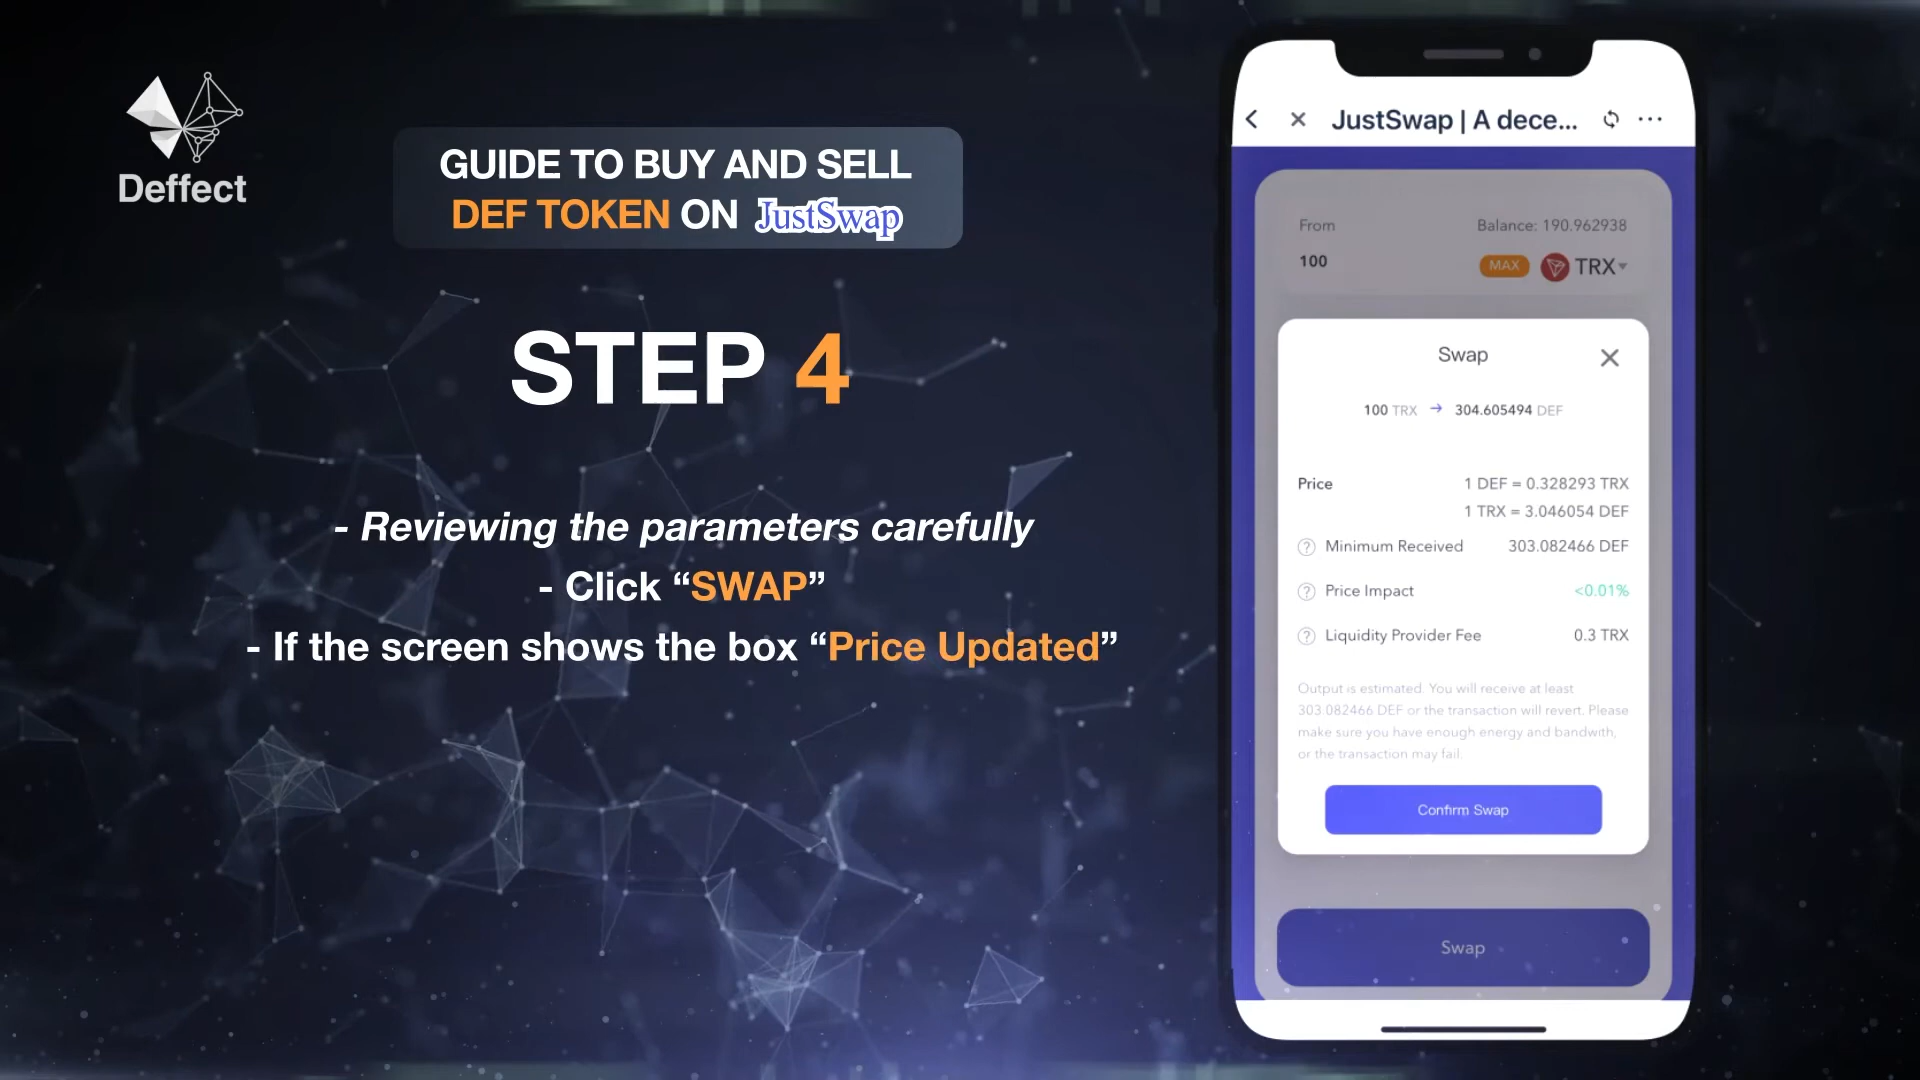 Deffect
GUIDE TO BUY AND SELL
DEF TOKEN ON JustSwap
STEP 4
- Reviewing the parameters carefully
- Click “SWAP”
- If the screen shows the box “Price Updated”
JustSwap | A dece...
From
Balance: 190.962938
100
MAX
TRX
Swap
100 TRX → 304.605494 DEF
Price
1 DEF = 0.328293 TRX
1 TRX = 3.046054 DEF
? Minimum Received 303.082466 DEF
? Price Impact <0.01%
? Liquidity Provider Fee 0.3 TRX
Output is estimated. You will receive at least
303.082466 DEF or the transaction will revert. Please
make sure you have enough energy and bandwith,
or the transaction may fail.
Confirm Swap
Swap